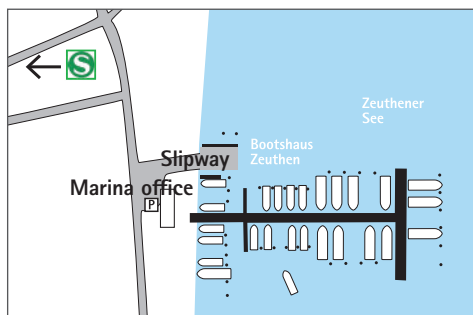 S
Zeuthener
See
Bootshaus
Zeuthen
Slipway
Marina office
P